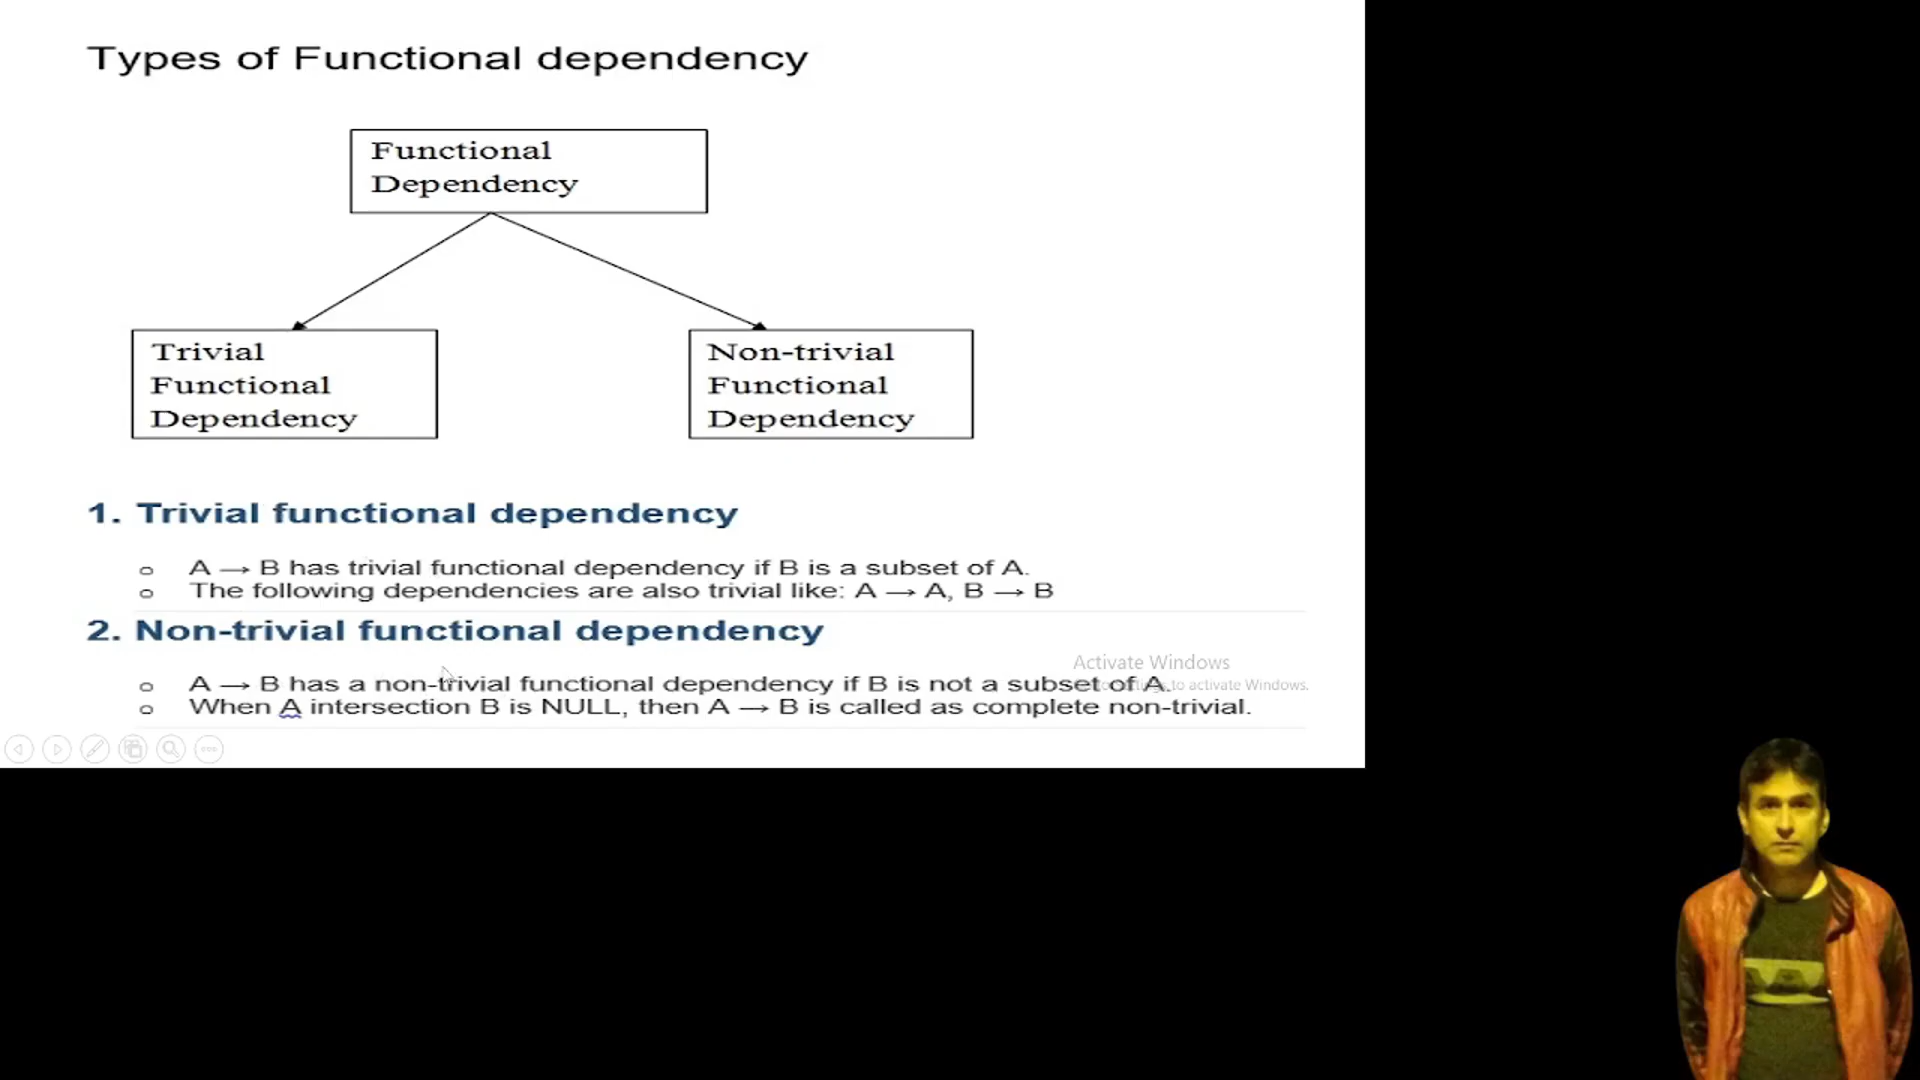 Types of Functional dependency
Functional
Dependency
Trivial
Functional
Dependency
Non-trivial
Functional
Dependency
1. Trivial functional dependency
o A → B has trivial functional dependency if B is a subset of A.
o The following dependencies are also trivial like: A → A, B → B
2. Non-trivial functional dependency
Activate Windows
o A → B has a non-trivial functional dependency if B is not a subset of A.
to activate Windows.
o When A intersection B is NULL, then A → B is called as complete non-trivial.